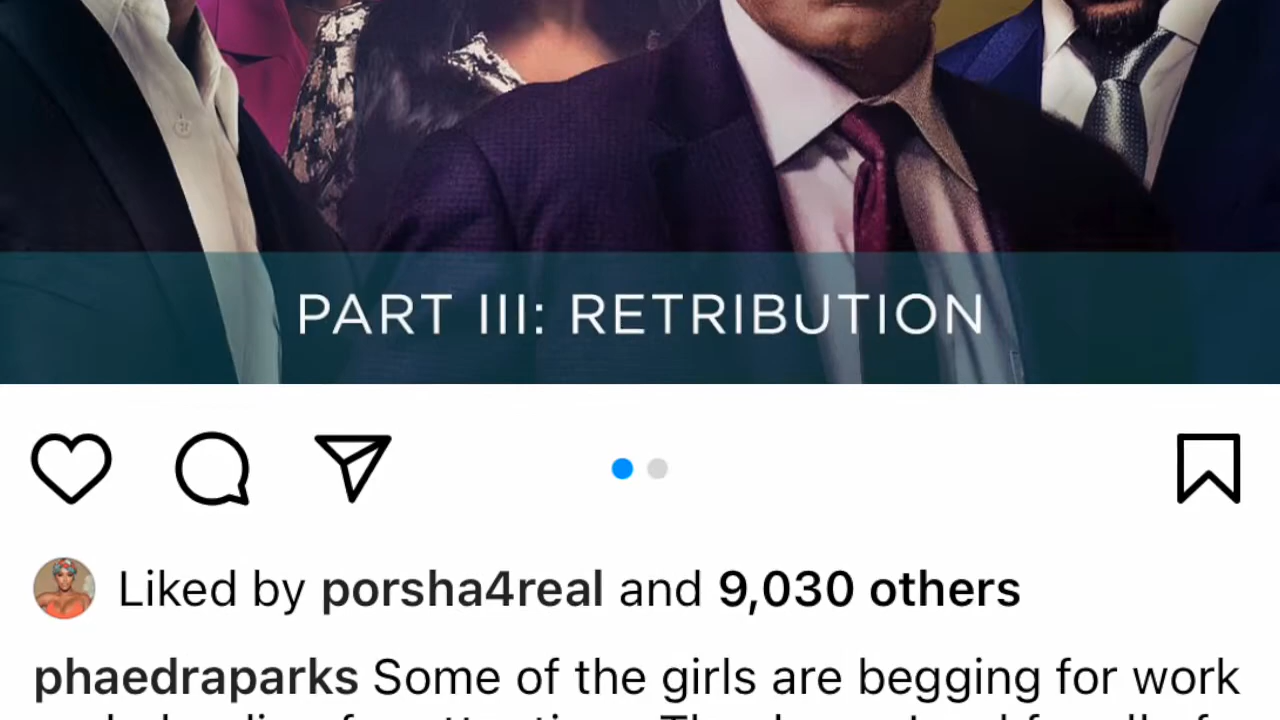 PART III: RETRIBUTION
Liked by porsha4real and 9,030 others
phaedraparks Some of the girls are begging for work